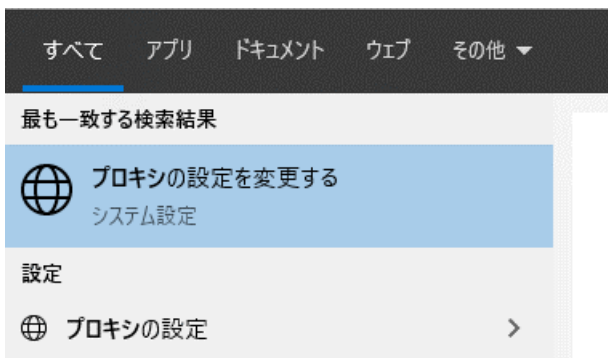 すべて アプリ ドキュメント ウェブ その他
最も一致する検索結果
プロキシの設定を変更する
システム設定
設定
プロキシの設定